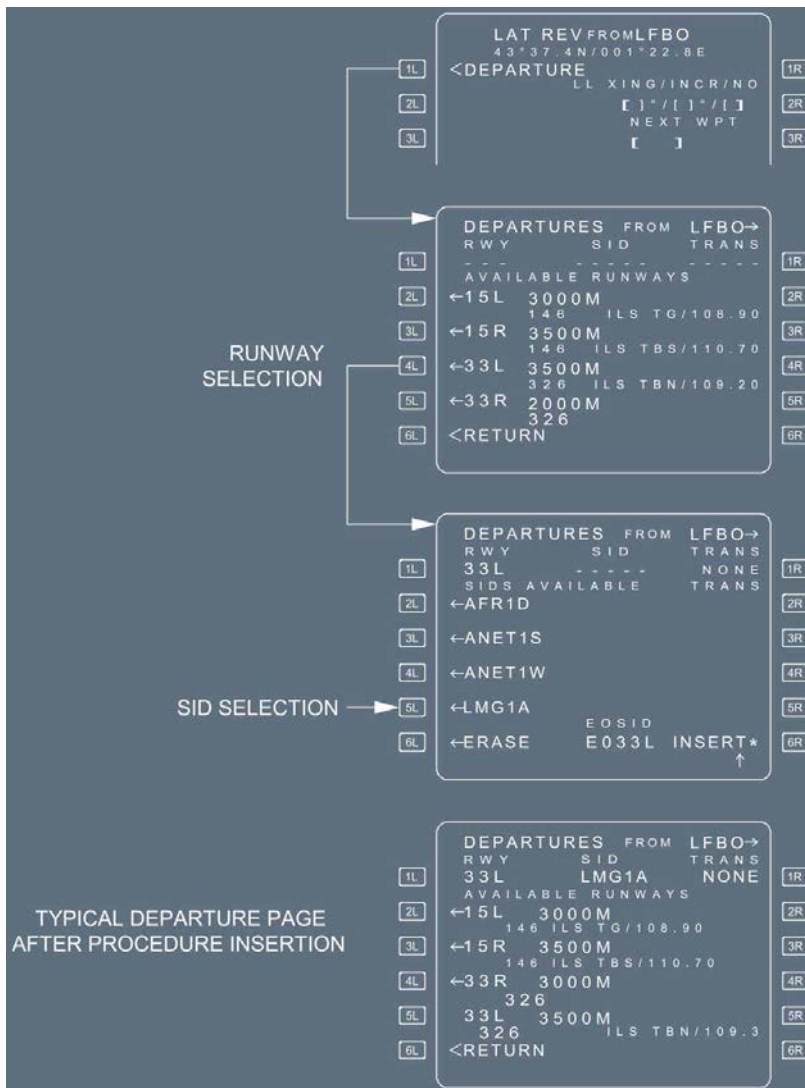 LAT REV FROM LFBO
43°37.4N/001°22.8E
1L <DEPARTURE 1R
LL XING/INCR/NO
2L [ ]°/[ ]°/[ ] 2R
NEXT WPT
3L [ ] 3R
DEPARTURES FROM LFBO→
RWY SID TRANS
1L --- ----- ----- 1R
AVAILABLE RUNWAYS
2L ←15L 3000M 2R
146 ILS TG/108.90
3L ←15R 3500M 3R
146 ILS TBS/110.70
RUNWAY
SELECTION
4L ←33L 3500M 4R
326 ILS TBN/109.20
5L ←33R 2000M 5R
326
6L <RETURN 6R
DEPARTURES FROM LFBO→
RWY SID TRANS
1L 33L ----- NONE 1R
SIDS AVAILABLE TRANS
2L ←AFR1D 2R
3L ←ANET1S 3R
4L ←ANET1W 4R
SID SELECTION 5L ←LMG1A 5R
EOSID
6L ←ERASE E033L INSERT* 6R
↑
DEPARTURES FROM LFBO→
RWY SID TRANS
1L 33L LMG1A NONE 1R
AVAILABLE RUNWAYS
TYPICAL DEPARTURE PAGE
AFTER PROCEDURE INSERTION
2L ←15L 3000M 2R
146 ILS TG/108.90
3L ←15R 3500M 3R
146 ILS TBS/110.70
4L ←33R 3000M 4R
326
5L 33L 3500M 5R
326 ILS TBN/109.3
6L <RETURN 6R